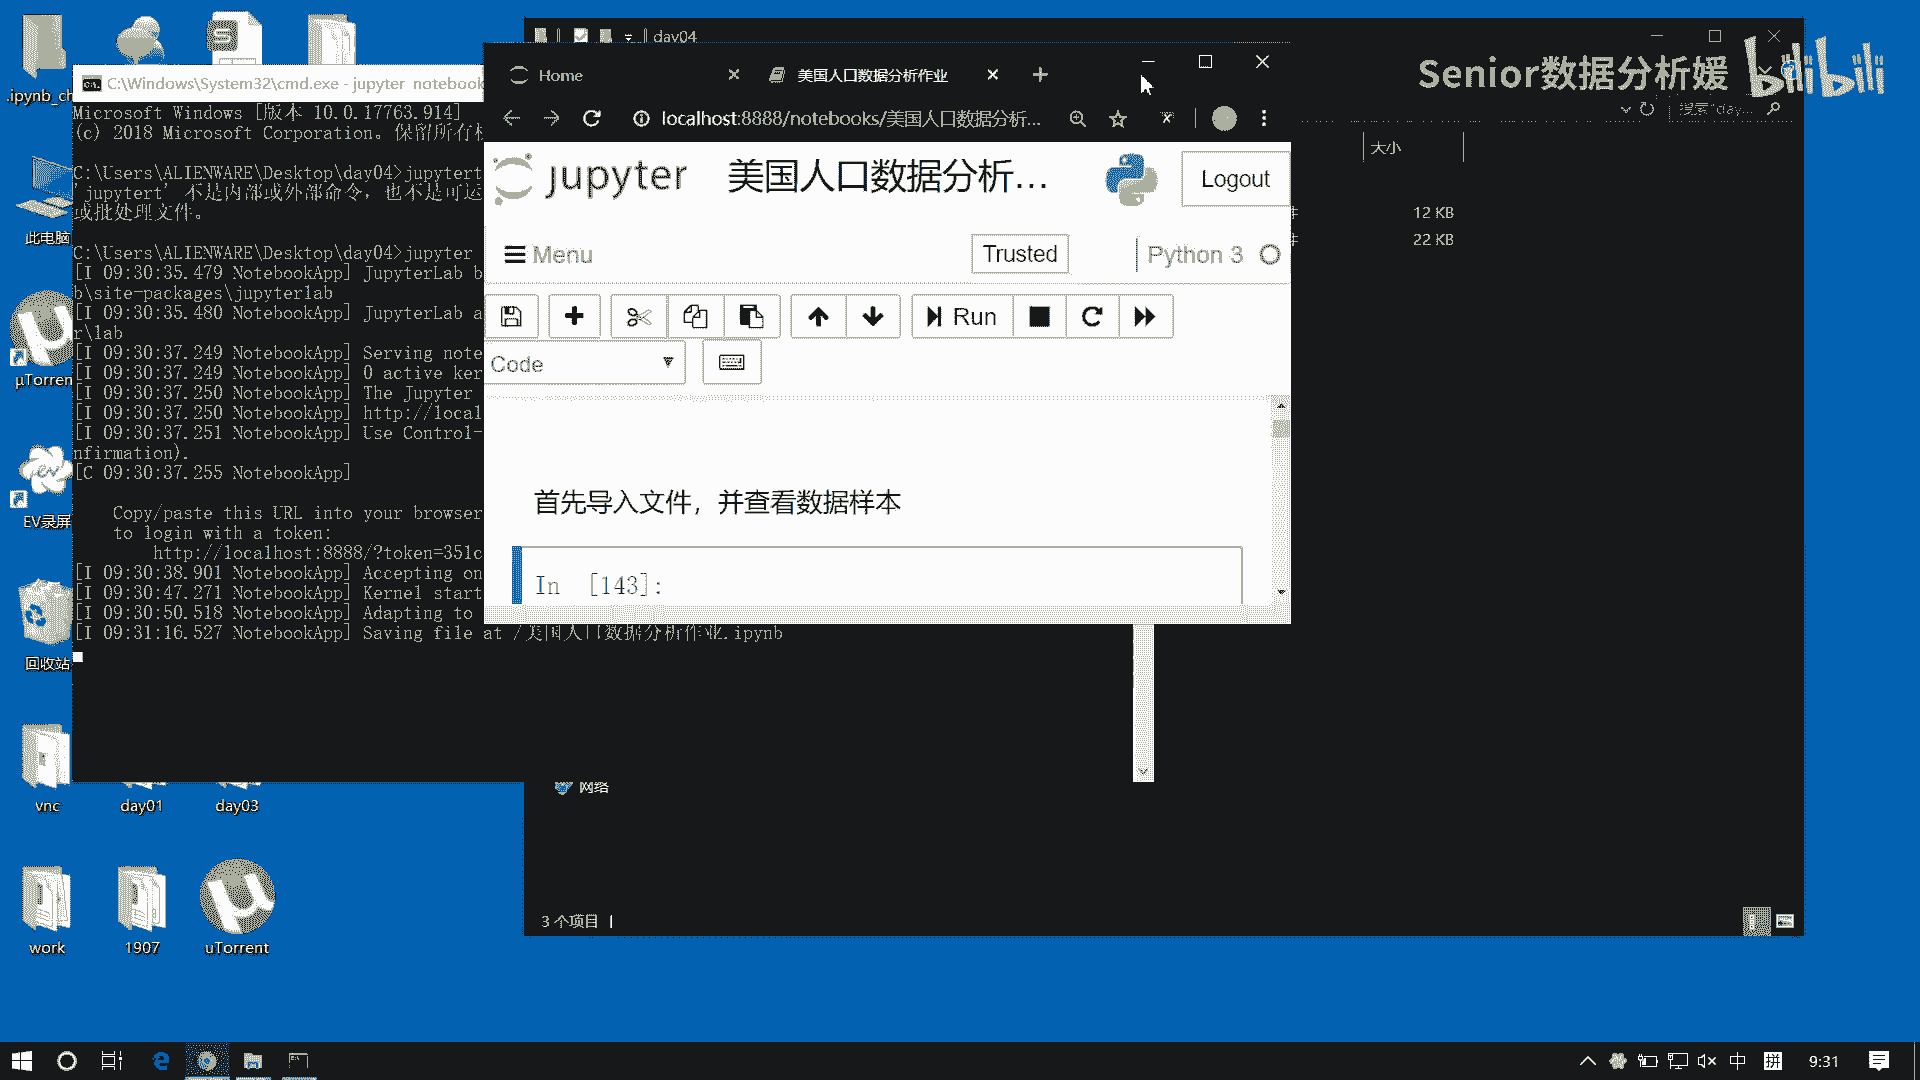 day04
Senior数据分析媛
bilibili
.ipynb_ch
C:\Windows\System32\cmd.exe - jupyter notebook
Microsoft Windows [版本 10.0.17763.914]
(c) 2018 Microsoft Corporation。保留所有
C:\Users\ALIENWARE\Desktop\day04>jupytert
'jupytert' 不是内部或外部命令，也不是可运
或批处理文件。
C:\Users\ALIENWARE\Desktop\day04>jupyter
[I 09:30:35.479 NotebookApp] JupyterLab b
b\site-packages\jupyterlab
[I 09:30:35.480 NotebookApp] JupyterLab a
r\lab
[I 09:30:37.249 NotebookApp] Serving note
[I 09:30:37.249 NotebookApp] 0 active ker
[I 09:30:37.250 NotebookApp] The Jupyter
[I 09:30:37.250 NotebookApp] http://local
[I 09:30:37.251 NotebookApp] Use Control-
nfirmation).
[C 09:30:37.255 NotebookApp]
Copy/paste this URL into your browser
to login with a token:
http://localhost:8888/?token=351c
[I 09:30:38.901 NotebookApp] Accepting on
[I 09:30:47.271 NotebookApp] Kernel start
[I 09:30:50.518 NotebookApp] Adapting to
[I 09:31:16.527 NotebookApp] Saving file at /美国人口数据分析作业.ipynb
Home
美国人口数据分析作业
localhost:8888/notebooks/美国人口数据分析...
jupyter 美国人口数据分析...
Logout
Menu
Trusted
Python 3
Run
Code
首先导入文件，并查看数据样本
In [143]:
搜索"day...
大小
12 KB
22 KB
网络
3 个项目
此电脑
µTorren
EV录屏
回收站
vnc
day01
day03
work
1907
uTorrent
中
拼
9:31